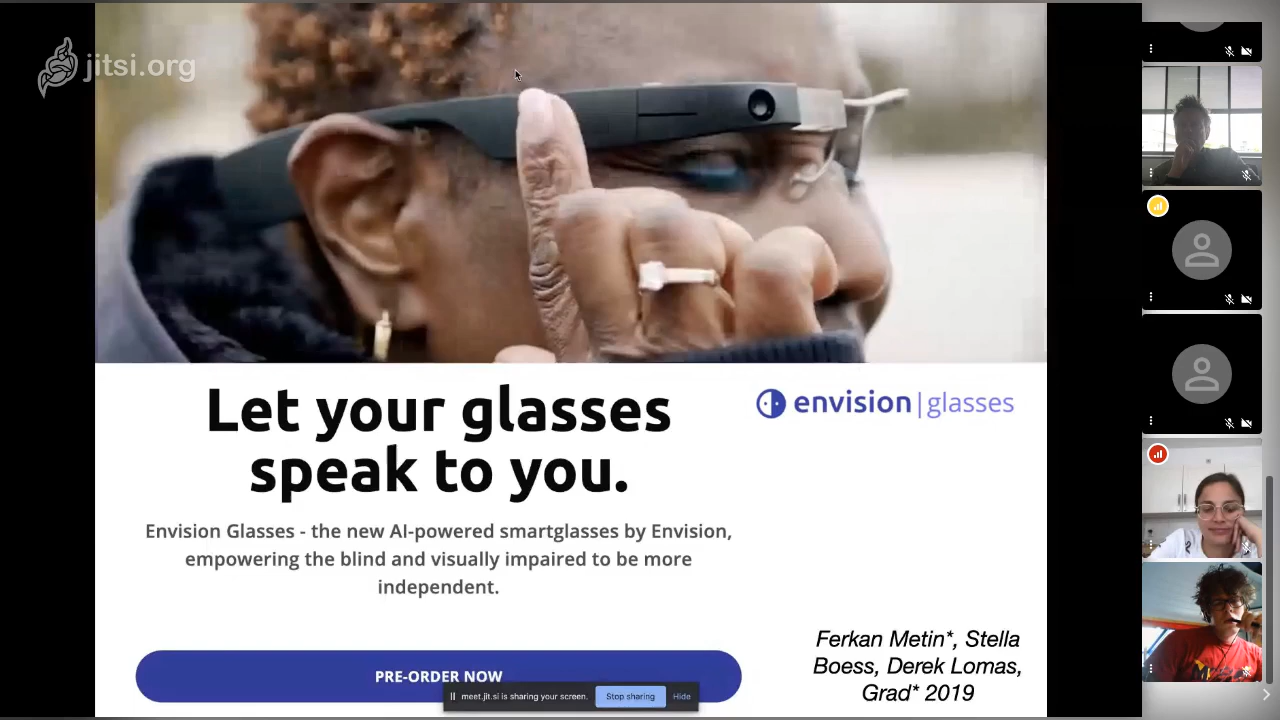 jitsi.org
Let your glasses
speak to you.
envision|glasses
Envision Glasses - the new AI-powered smartglasses by Envision,
empowering the blind and visually impaired to be more
independent.
PRE-ORDER NOW
Ferkan Metin*, Stella
Boess, Derek Lomas,
Grad* 2019
meet.jit.si is sharing your screen.
Stop sharing
Hide